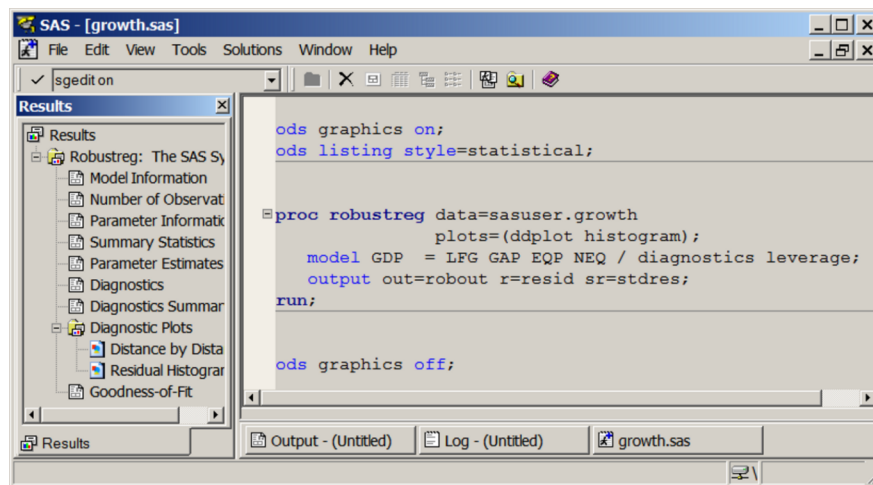 SAS - [growth.sas]
File Edit View Tools Solutions Window Help
sgedit on
Results
Results
Robustreg: The SAS Sy
Model Information
Number of Observati
Parameter Informatic
Summary Statistics
Parameter Estimates
Diagnostics
Diagnostics Summar
Diagnostic Plots
Distance by Dista
Residual Histogran
Goodness-of-Fit
Results
ods graphics on;
ods listing style=statistical;
proc robustreg data=sasuser.growth
plots=(ddplot histogram);
model GDP = LFG GAP EQP NEQ / diagnostics leverage;
output out=robout r=resid sr=stdres;
run;
ods graphics off;
Output - (Untitled) Log - (Untitled) growth.sas